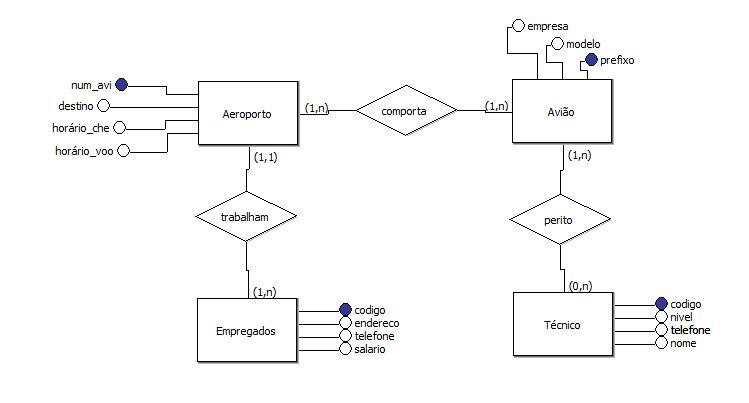 empresa
modelo
prefixo
num_avi
destino
horário_che
horário_voo
Aeroporto
(1,n)
comporta
(1,n)
Avião
(1,1)
(1,n)
trabalham
perito
(1,n)
(0,n)
Empregados
codigo
endereco
telefone
salario
Técnico
codigo
nivel
telefone
nome